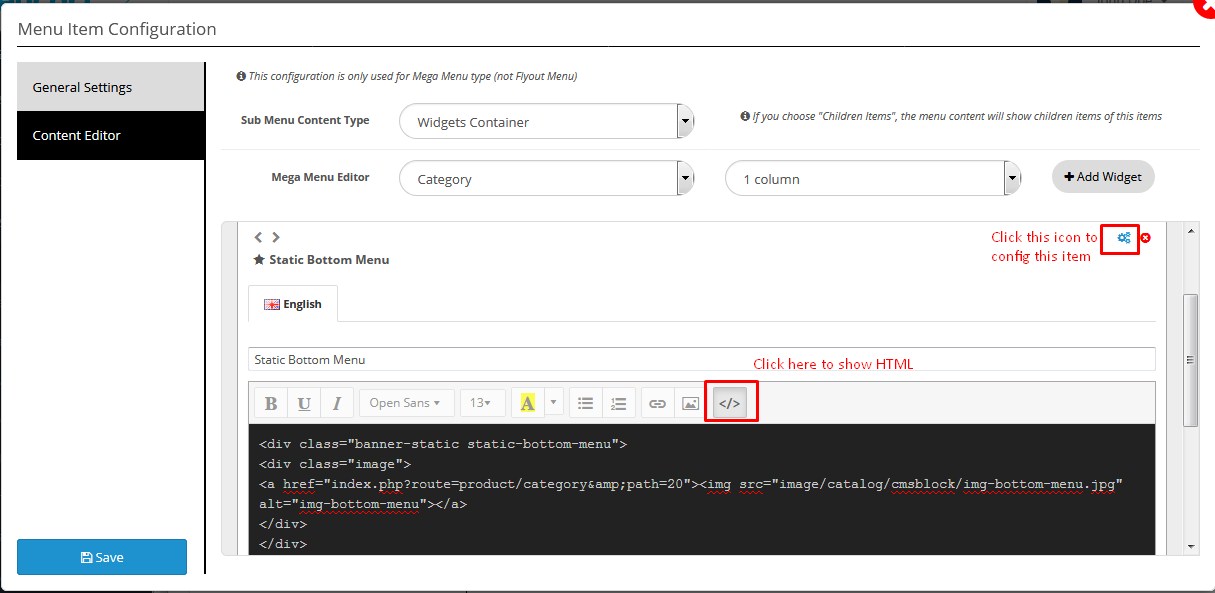 Menu Item Configuration
General Settings
Content Editor
This configuration is only used for Mega Menu type (not Flyout Menu)
Sub Menu Content Type
Widgets Container
If you choose "Children Items", the menu content will show children items of this items
Mega Menu Editor
Category
1 column
Add Widget
Click this icon to
config this item
Static Bottom Menu
English
Static Bottom Menu
Click here to show HTML
B U I Open Sans 13 A </>
<div class="banner-static static-bottom-menu">
<div class="image">
<a href="index.php?route=product/category&amp;path=20"><img src="image/catalog/cmsblock/img-bottom-menu.jpg"
alt="img-bottom-menu"></a>
</div>
</div>
Save